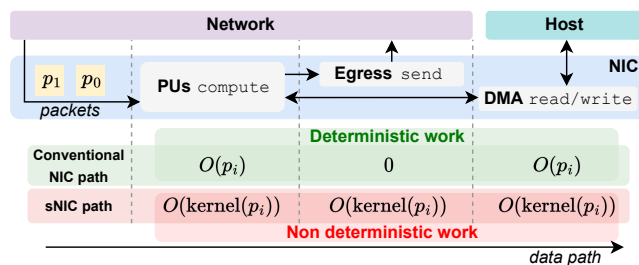 Network
Host
NIC
p1 p0
packets
PUs compute
Egress send
DMA read/write
Deterministic work
Conventional
NIC path
O(pi) 0 O(pi)
sNIC path
O(kernel(pi)) O(kernel(pi)) O(kernel(pi))
Non deterministic work
data path